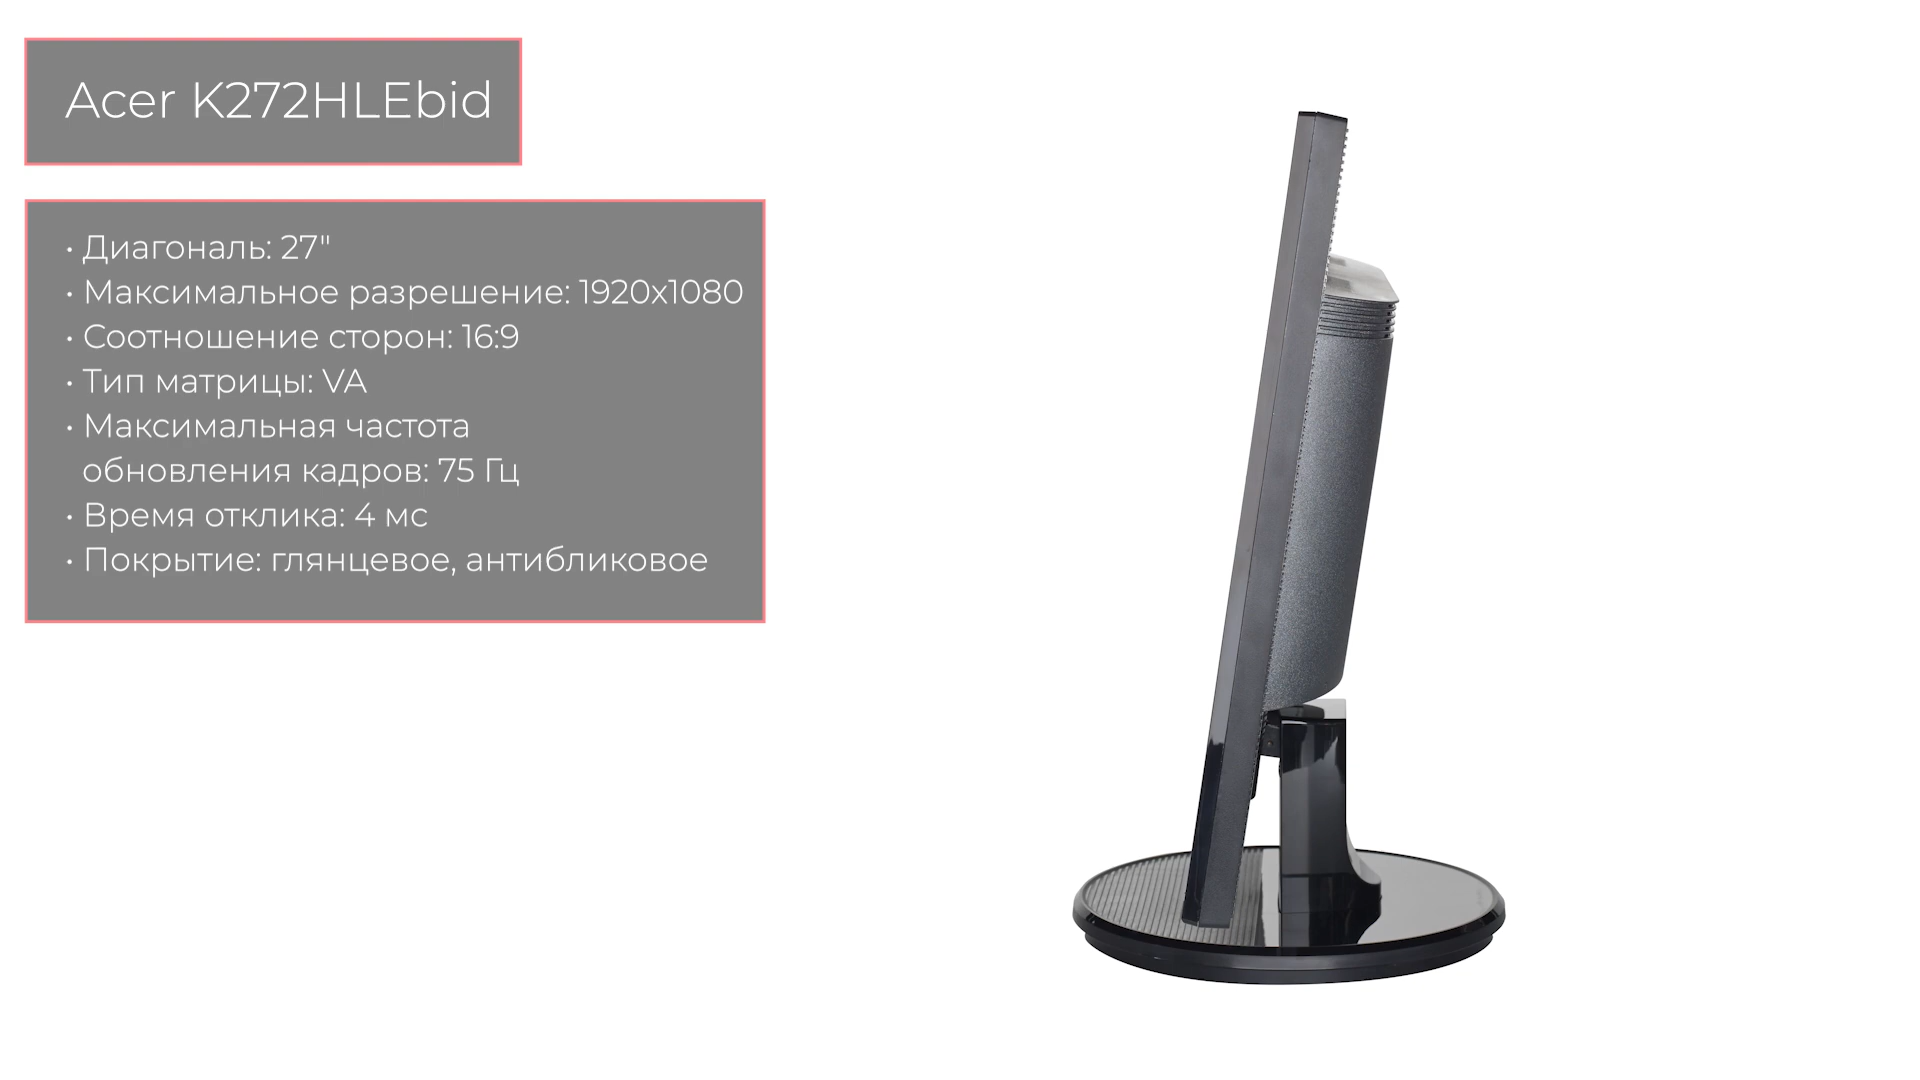 Acer K272HLEbid
• Диагональ: 27"
• Максимальное разрешение: 1920x1080
• Соотношение сторон: 16:9
• Тип матрицы: VA
• Максимальная частота
обновления кадров: 75 Гц
• Время отклика: 4 мс
• Покрытие: глянцевое, антибликовое